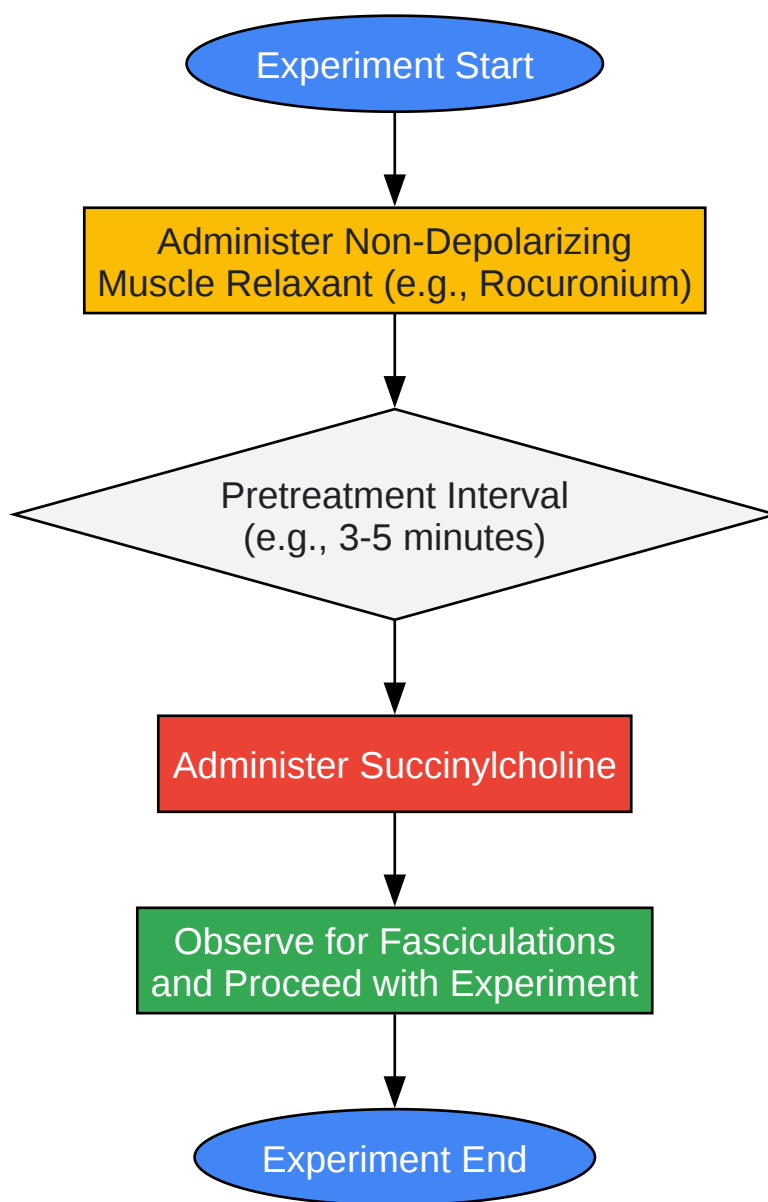 Experiment Start
Administer Non-Depolarizing
Muscle Relaxant (e.g., Rocuronium)
Pretreatment Interval
(e.g., 3-5 minutes)
Administer Succinylcholine
Observe for Fasciculations
and Proceed with Experiment
Experiment End